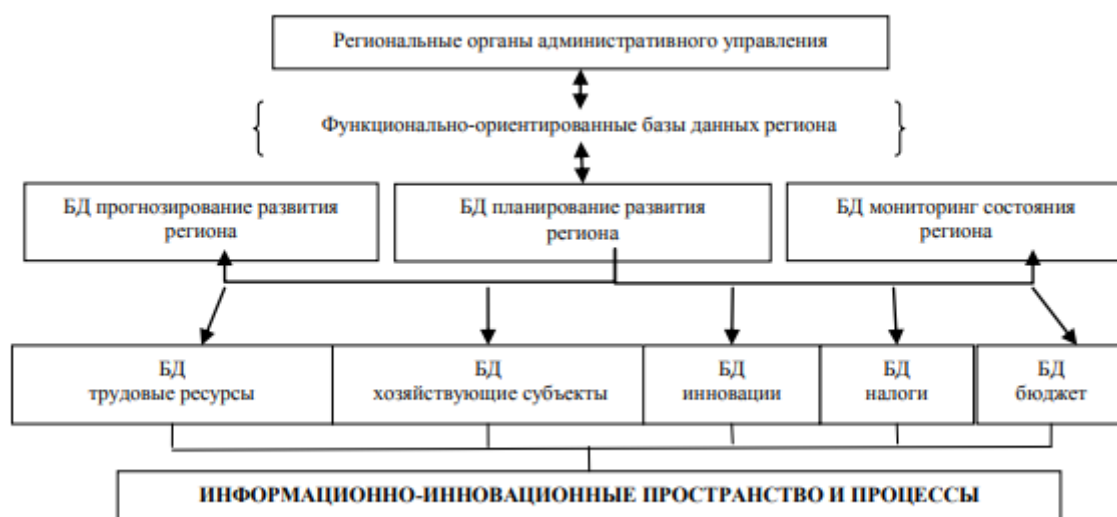 Региональные органы административного управления
Функционально-ориентированные базы данных региона
БД прогнозирование развития
региона
БД планирование развития
региона
БД мониторинг состояния
региона
БД
трудовые ресурсы
БД
хозяйствующие субъекты
БД
инновации
БД
налоги
БД
бюджет
ИНФОРМАЦИОННО-ИННОВАЦИОННЫЕ ПРОСТРАНСТВО И ПРОЦЕССЫ